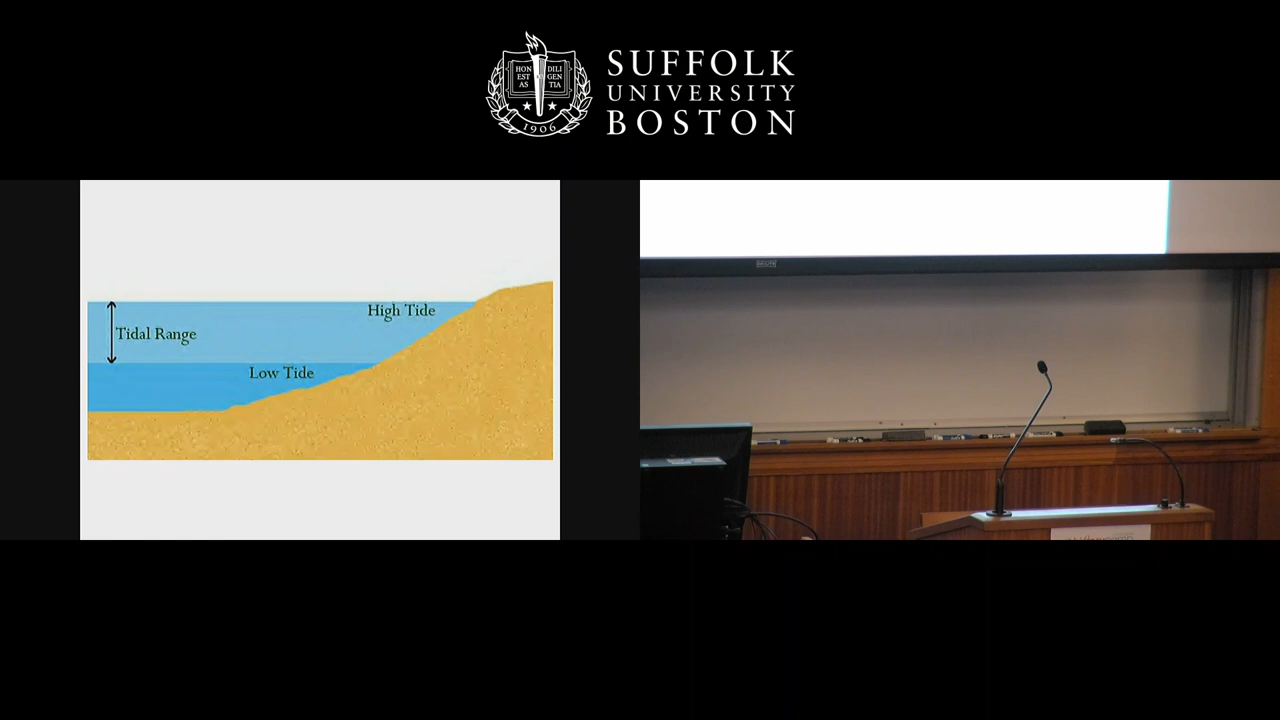 HON
EST
AS
DILI
GEN
TIA
1906
SUFFOLK
UNIVERSITY
BOSTON
High Tide
Tidal Range
Low Tide